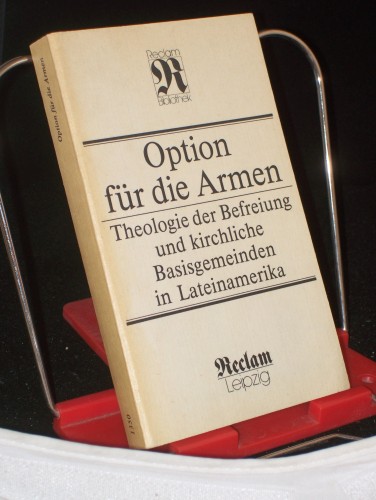 Reclam
R
Bibliothek
Option
für die Armen
Theologie der Befreiung
und kirchliche
Basisgemeinden
in Lateinamerika
Reclam
Leipzig
Option für die Armen
1350